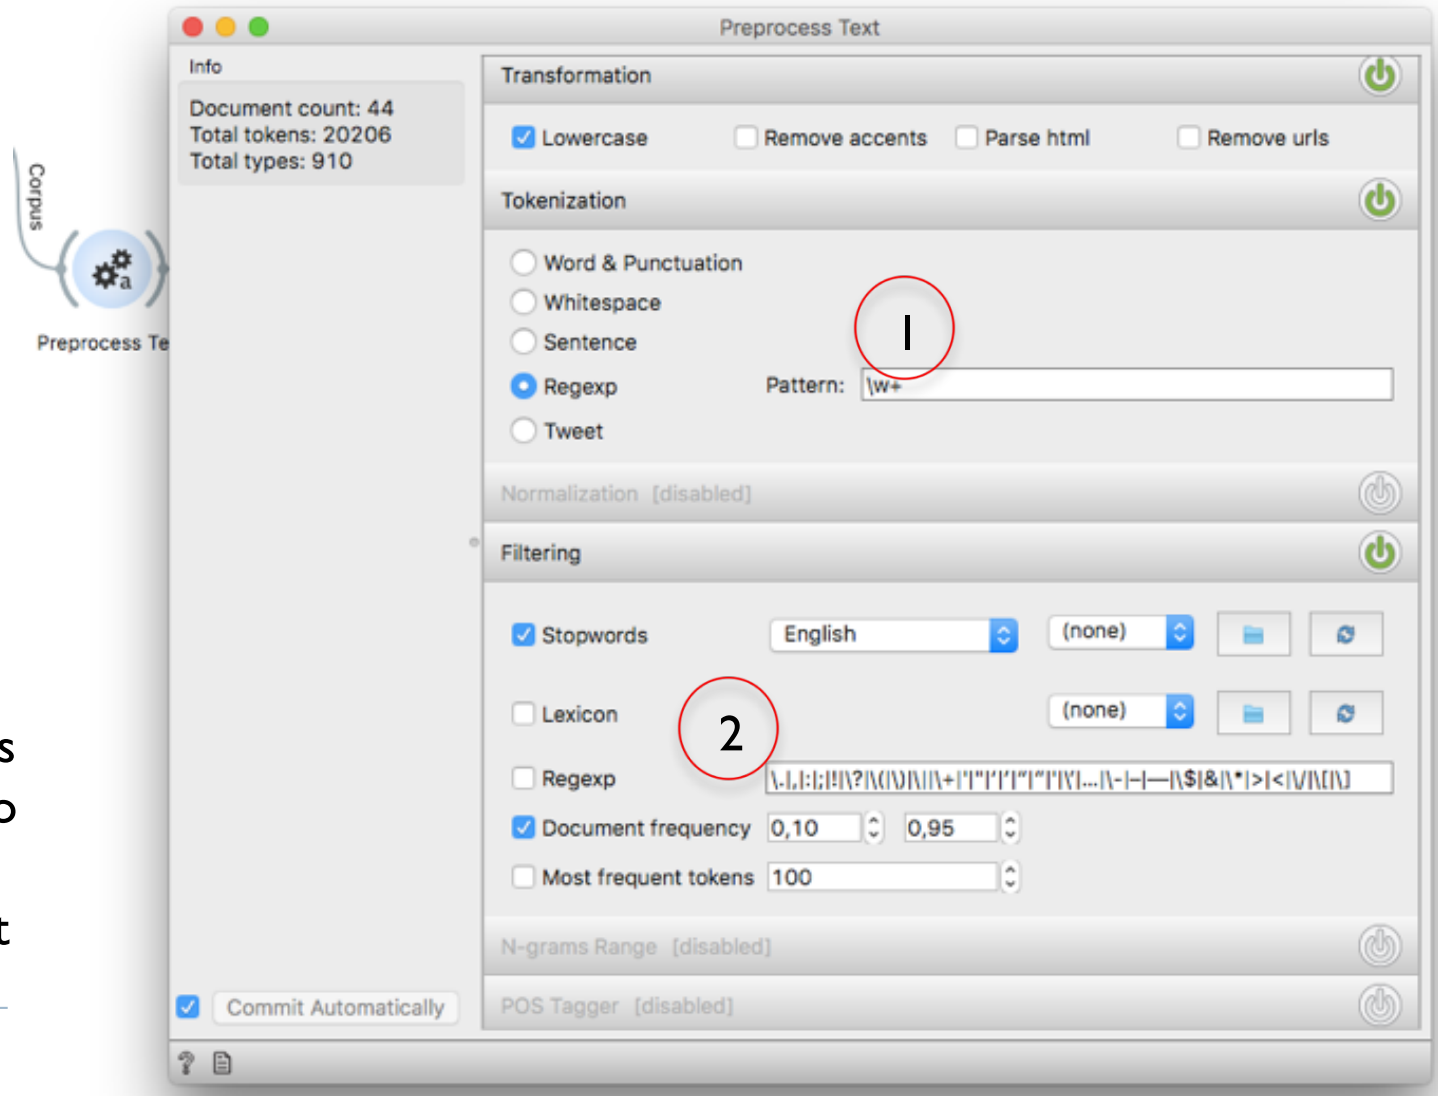 Preprocess Text
Info
Document count: 44
Total tokens: 20206
Total types: 910
Corpus
Preprocess Te
Transformation
Lowercase Remove accents Parse html Remove urls
Tokenization
Word & Punctuation
Whitespace
Sentence
1
Regexp Pattern: \w+
Tweet
Normalization [disabled]
Filtering
Stopwords English (none)
Lexicon (none)
2
Regexp
Document frequency 0,10 0,95
Most frequent tokens 100
N-grams Range [disabled]
POS Tagger [disabled]
Commit Automatically
s
o
t
a
?